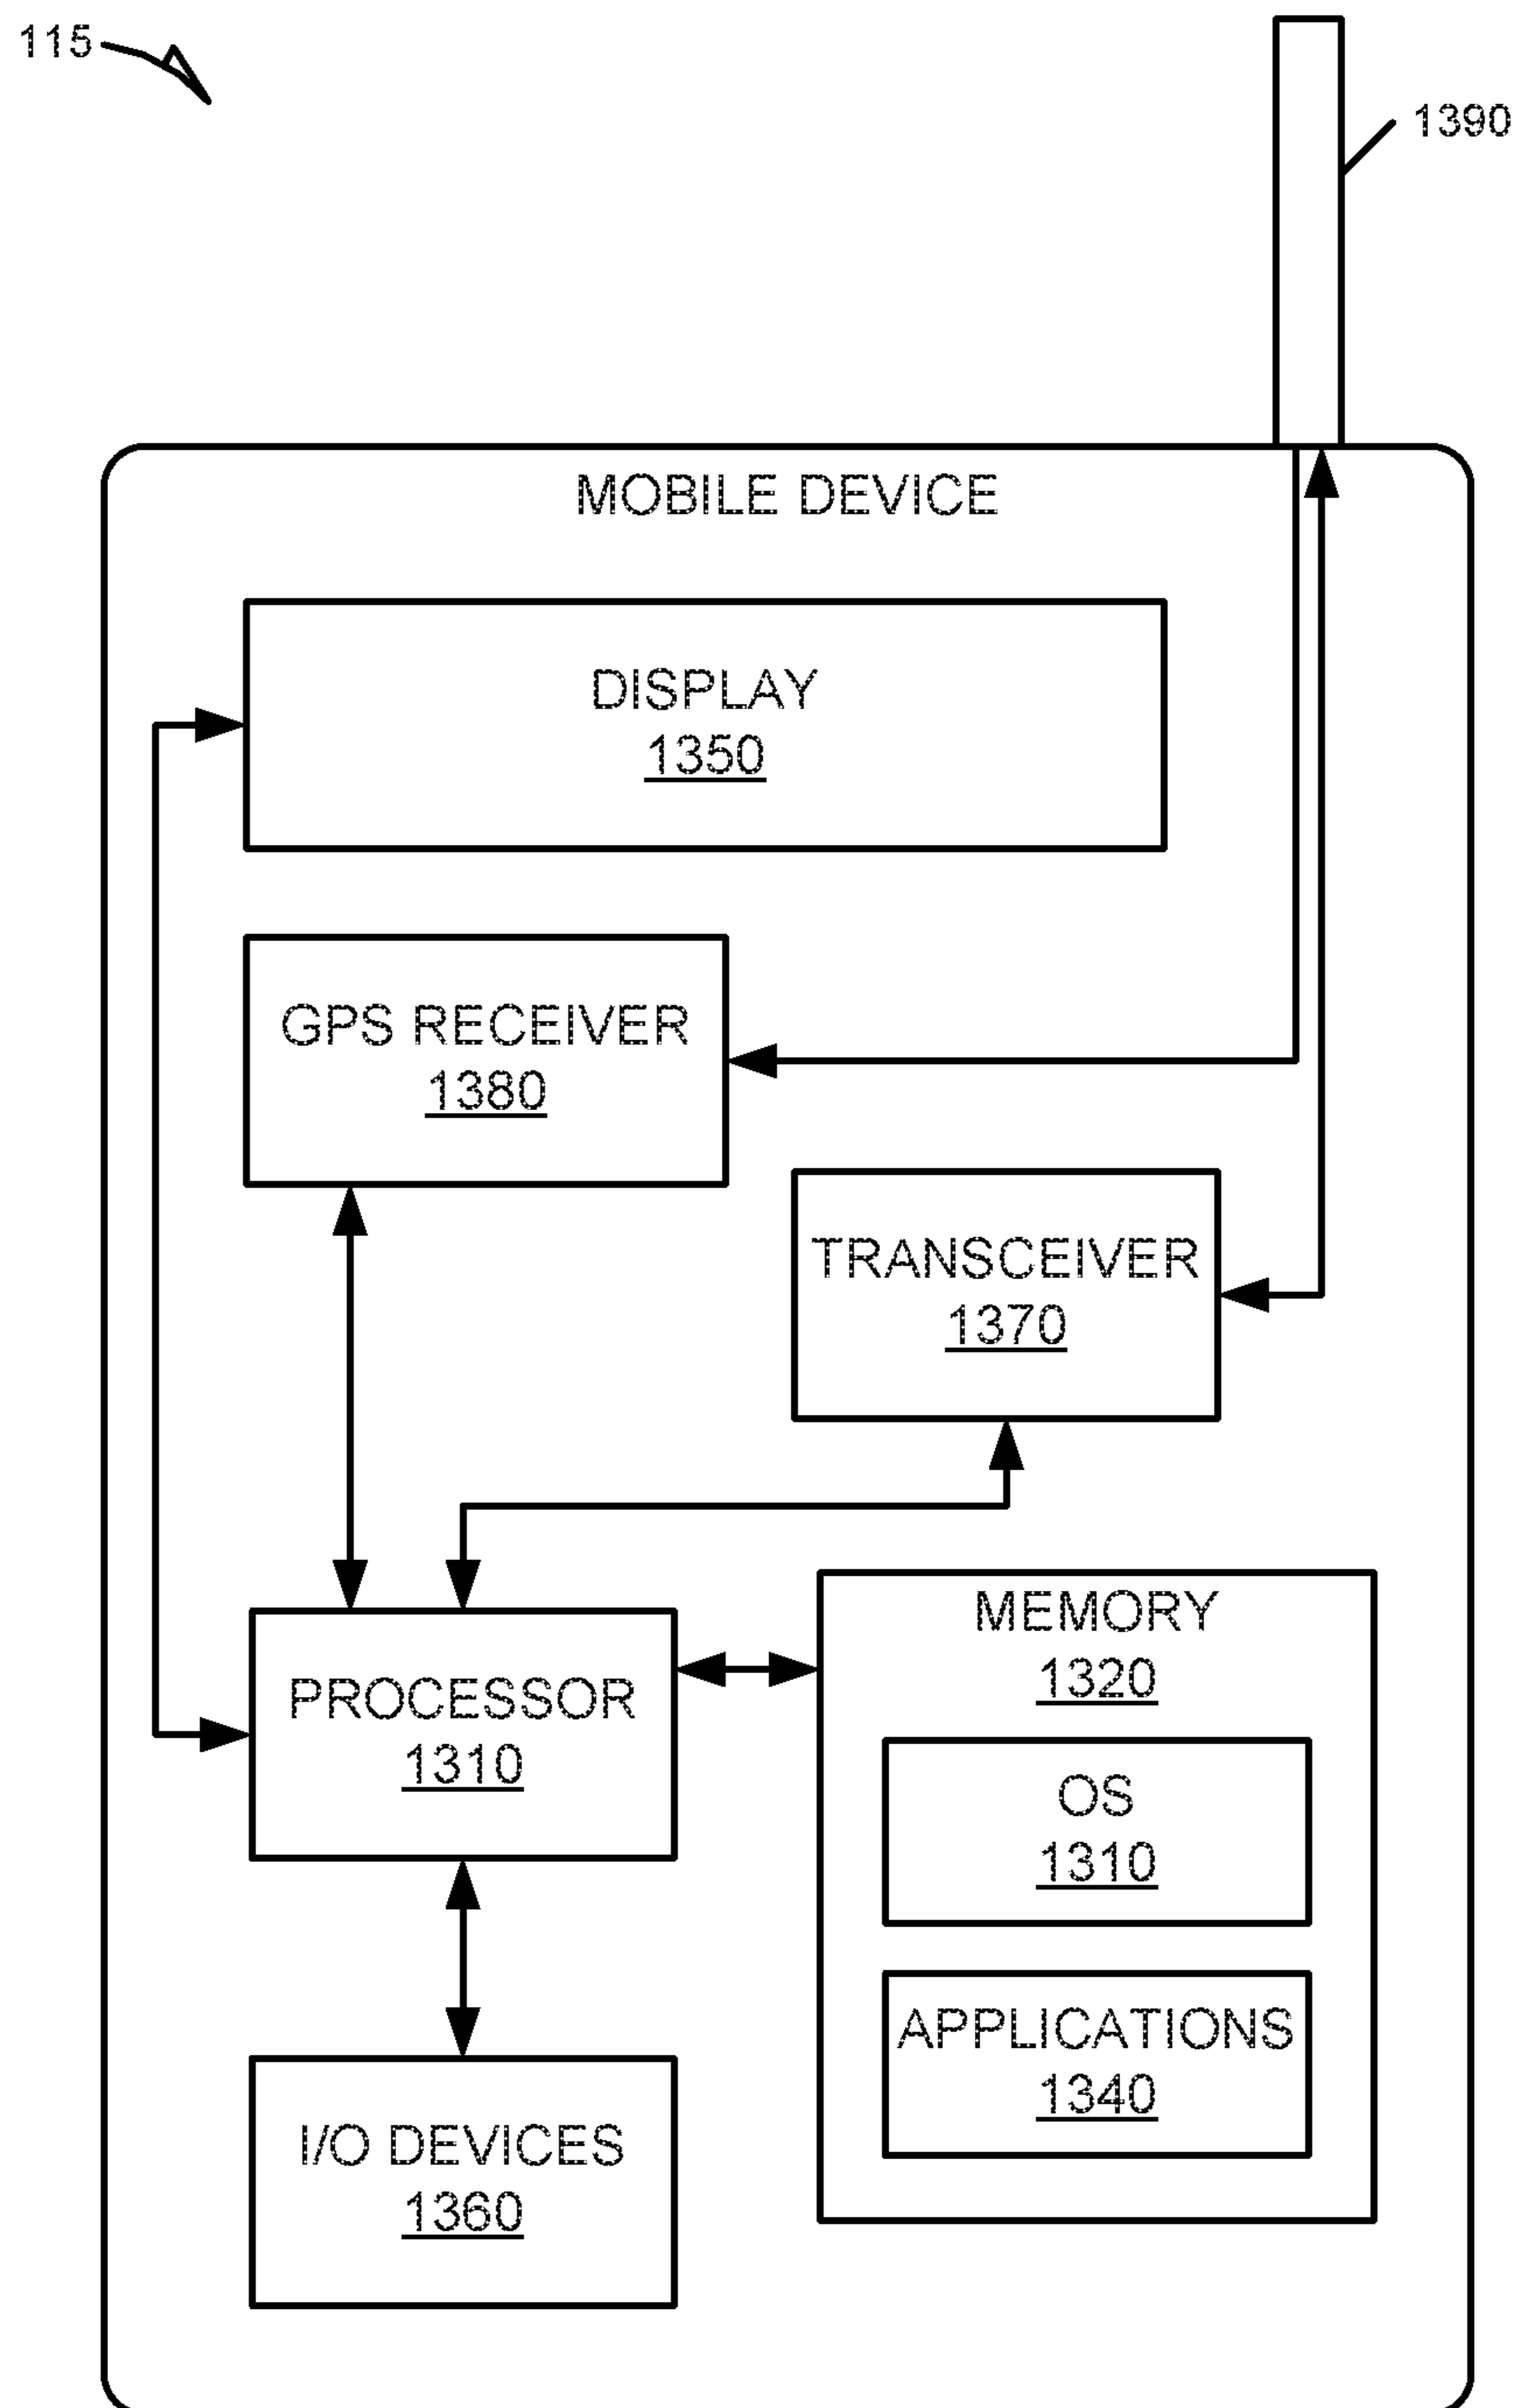 115
1390
MOBILE DEVICE
DISPLAY
1350
GPS RECEIVER
1380
TRANSCEIVER
1370
PROCESSOR
1310
MEMORY
1320
OS
1310
APPLICATIONS
1340
I/O DEVICES
1360